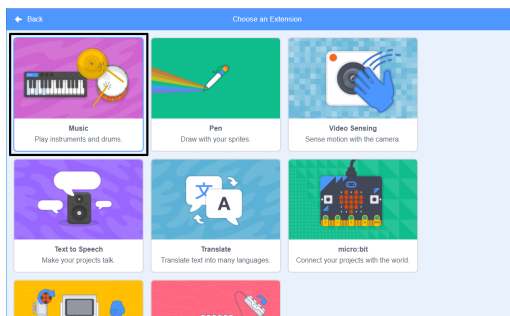 Back
Choose an Extension
Music
Play instruments and drums.
Pen
Draw with your sprites.
Video Sensing
Sense motion with the camera.
Text to Speech
Make your projects talk.
Translate
Translate text into many languages.
micro:bit
Connect your projects with the world.
文
A